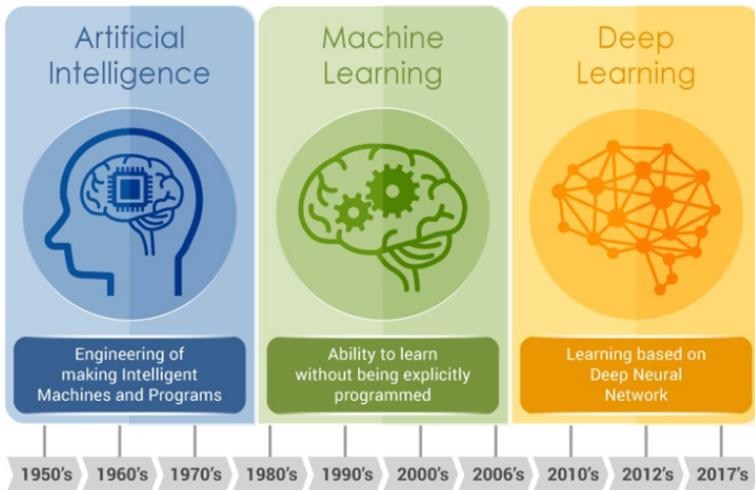 Artificial
Intelligence
Engineering of
making Intelligent
Machines and Programs
Machine
Learning
Ability to learn
without being explicitly
programmed
Deep
Learning
Learning based on
Deep Neural
Network
1950's 1960's 1970's 1980's 1990's 2000's 2006's 2010's 2012's 2017's